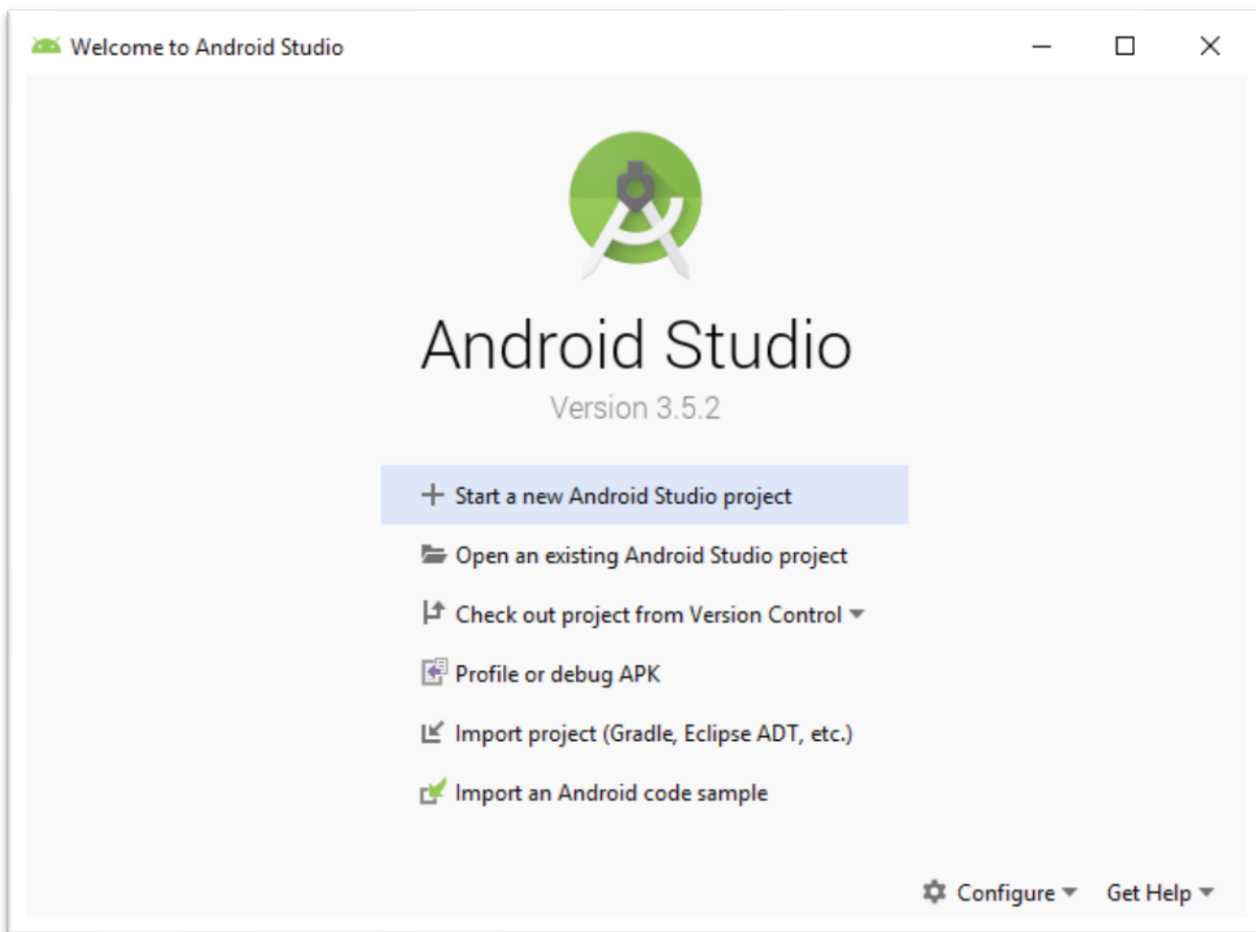 Welcome to Android Studio
Android Studio
Version 3.5.2
Start a new Android Studio project
Open an existing Android Studio project
Check out project from Version Control
Profile or debug APK
Import project (Gradle, Eclipse ADT, etc.)
Import an Android code sample
Configure Get Help